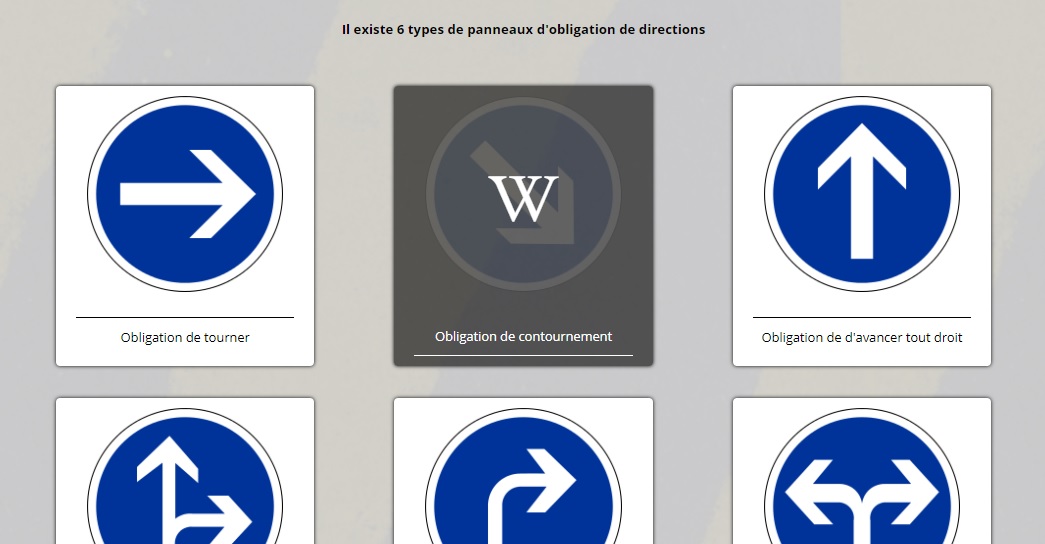 Il existe 6 types de panneaux d'obligation de directions
W
Obligation de tourner
Obligation de contournement
Obligation de d'avancer tout droit